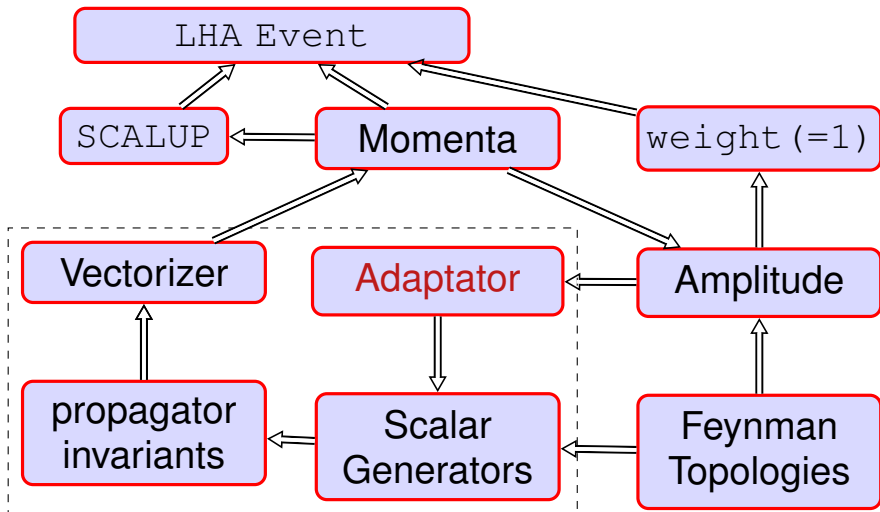 LHA Event
SCALUP
Momenta
weight(=1)
Vectorizer
Adaptator
Amplitude
propagator
invariants
Scalar
Generators
Feynman
Topologies